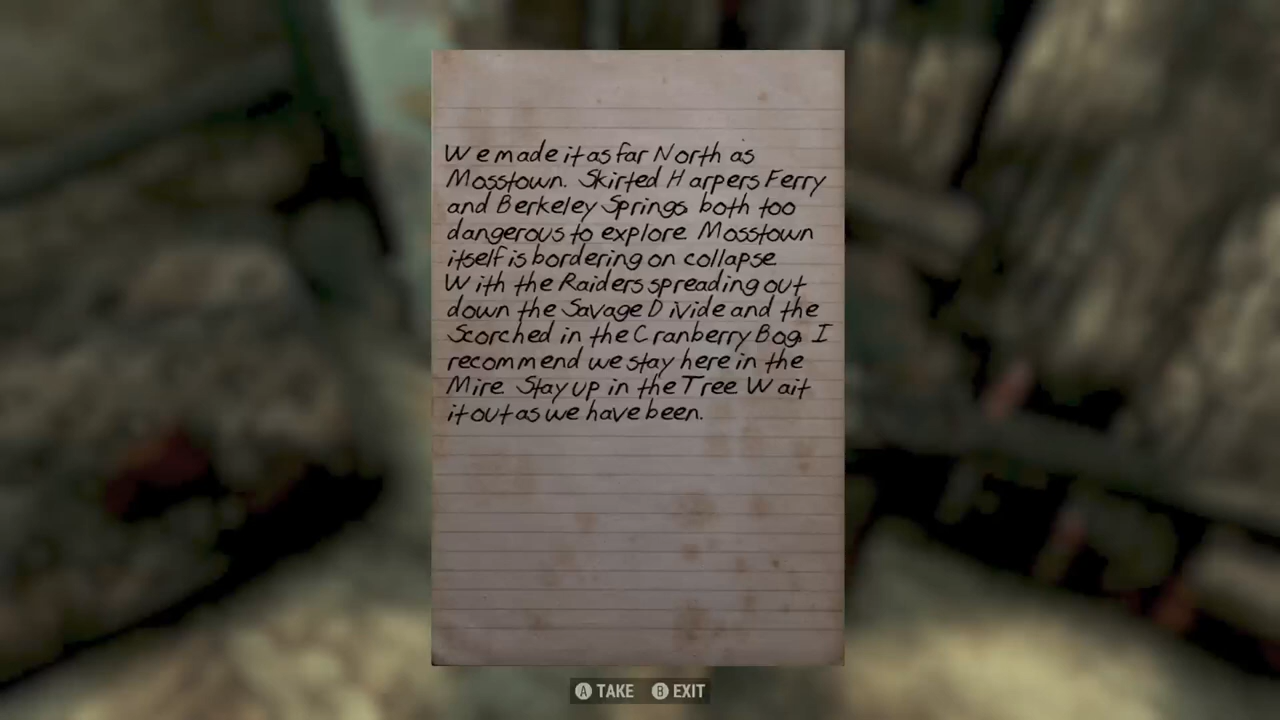 We made it as far North as
Mosstown. Skirted Harpers Ferry
and Berkeley Springs, both too
dangerous to explore. Mosstown
itself is bordering on collapse.
With the Raiders spreading out
down the Savage Divide and the
Scorched in the Cranberry Bog, I
recommend we stay here in the
Mire. Stay up in the Tree. Wait
it out as we have been.
A TAKE B EXIT